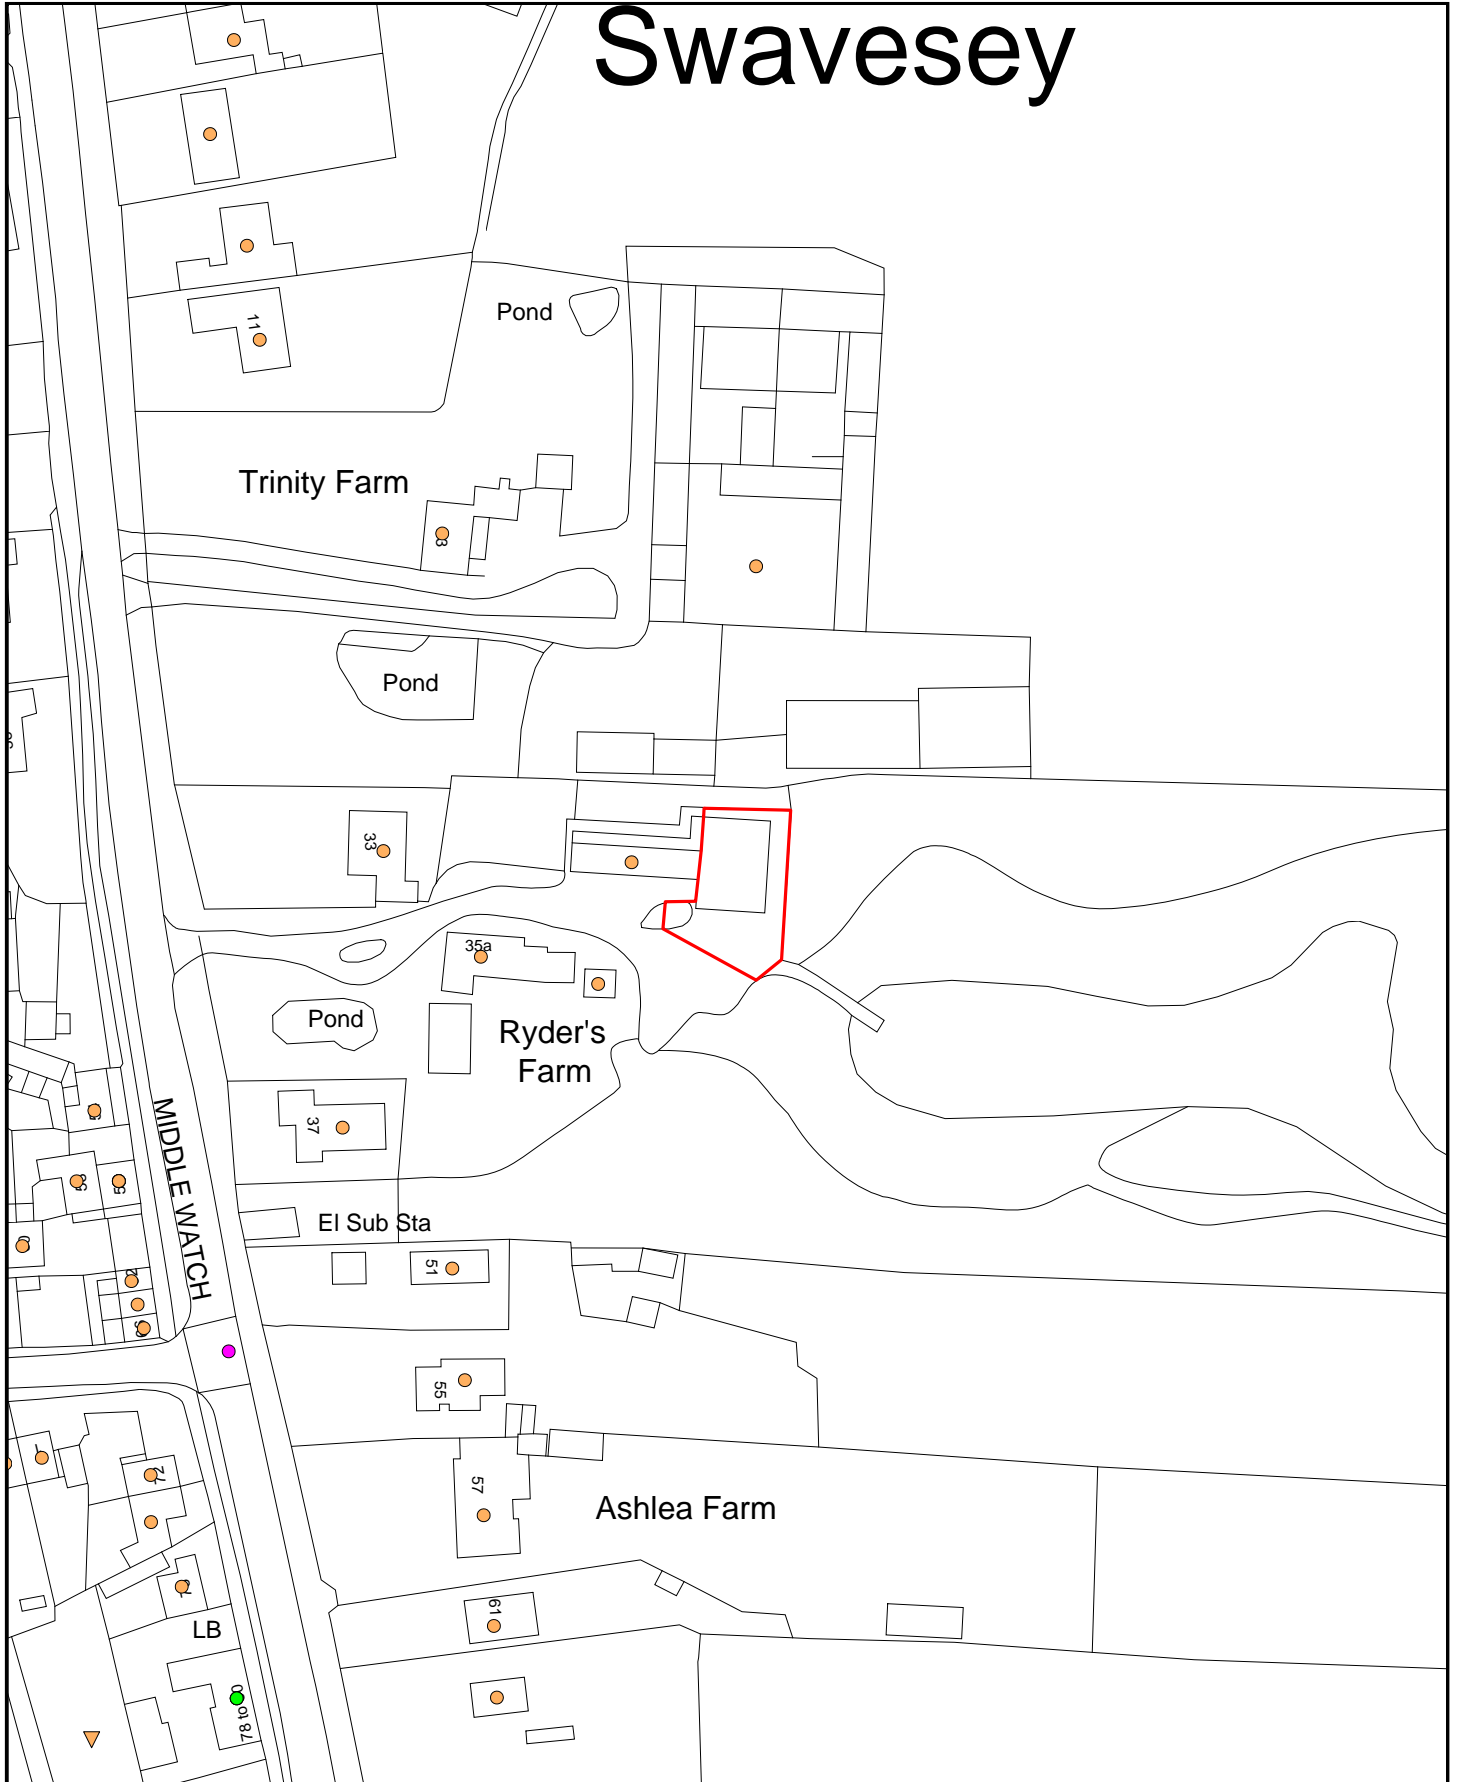 Swavesey
11
Pond
Trinity Farm
Pond
33
35a
Pond
Ryder's
Farm
37
MIDDLE WATCH
El Sub Sta
51
55
57
Ashlea Farm
61
LB